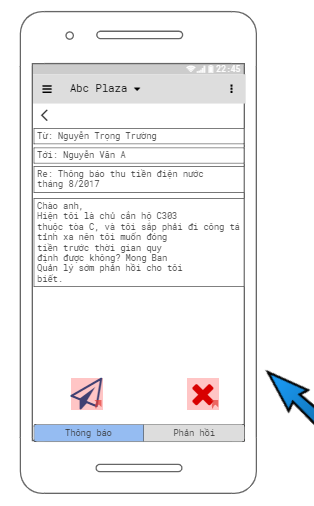 22:45
Abc Plaza
Từ: Nguyễn Trọng Trường
Tới: Nguyễn Văn A
Re: Thông báo thu tiền điện nước
tháng 8/2017
Chào anh,
Hiện tôi là chủ căn hộ C303
thuộc tòa C, và tôi sắp phải đi công tá
tỉnh xa nên tôi muốn đóng
tiền trước thời gian quy
định được không? Mong Ban
Quản lý sớm phản hồi cho tôi
biết.
Thông báo
Phản hồi